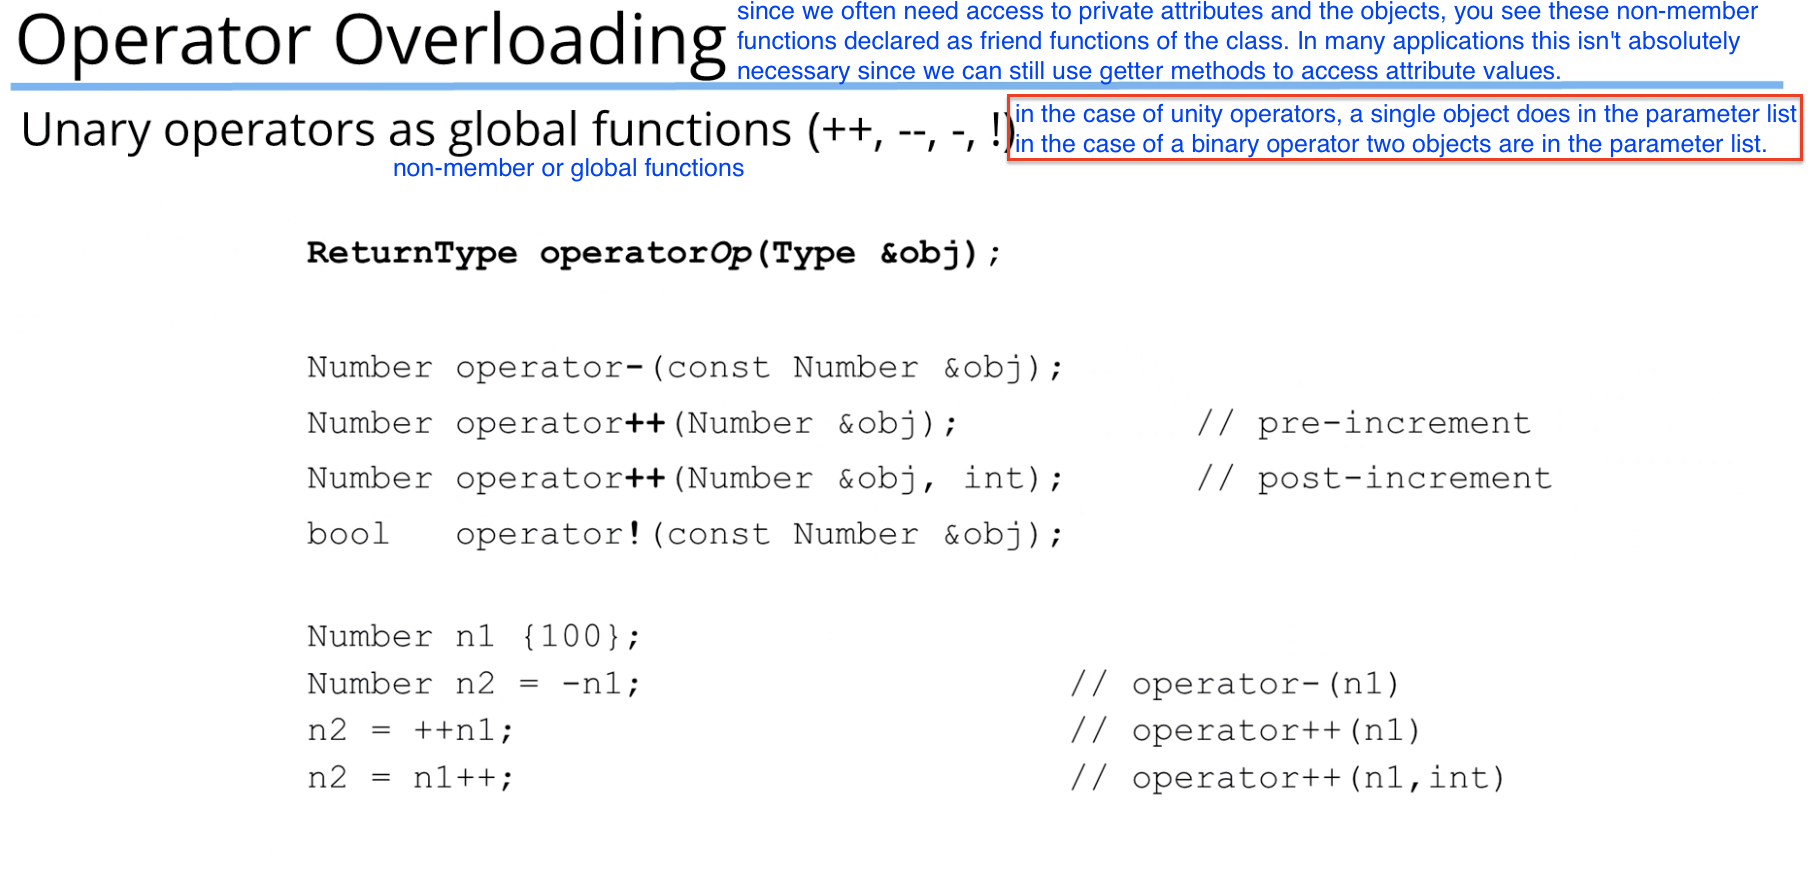 Operator Overloading
since we often need access to private attributes and the objects, you see these non-member
functions declared as friend functions of the class. In many applications this isn't absolutely
necessary since we can still use getter methods to access attribute values.
Unary operators as global functions (++, --, -, !)
in the case of unity operators, a single object does in the parameter list
in the case of a binary operator two objects are in the parameter list.
non-member or global functions
ReturnType operatorOp(Type &obj);
Number operator-(const Number &obj);
Number operator++(Number &obj); // pre-increment
Number operator++(Number &obj, int); // post-increment
bool operator!(const Number &obj);
Number n1 {100};
Number n2 = -n1; // operator-(n1)
n2 = ++n1; // operator++(n1)
n2 = n1++; // operator++(n1,int)